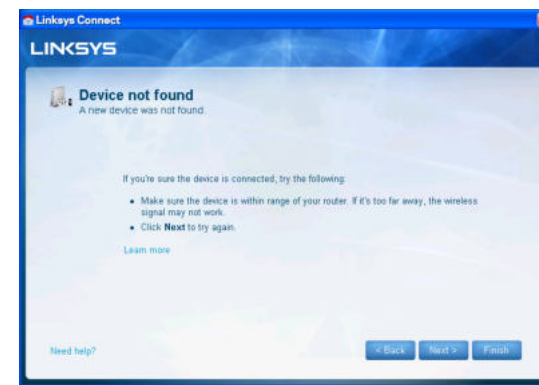 Linksys Connect
LINKSYS
Device not found
A new device was not found.
If you're sure the device is connected, try the following:
• Make sure the device is within range of your router. If it's too far away, the wireless
signal may not work.
• Click Next to try again.
Learn more
Need help?
< Back Next > Finish